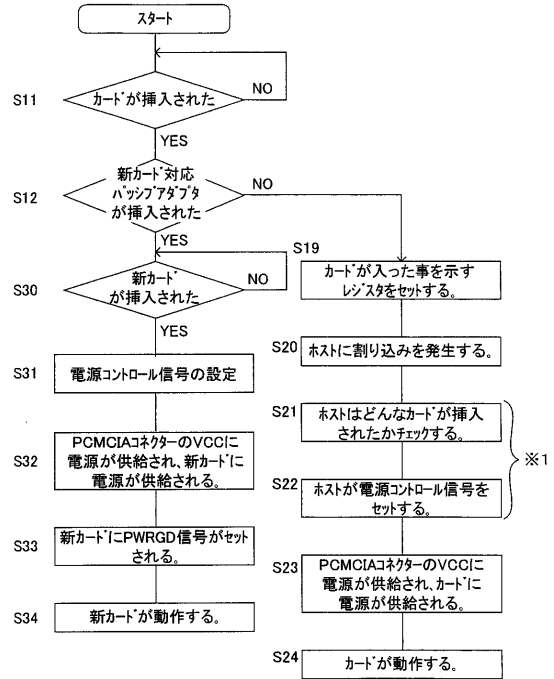 スタート
S11
カードが挿入された
NO
YES
S12
新カード対応
パッシブアダプタ
が挿入された
NO
YES
S30
新カード
が挿入された
NO
YES
S31
電源コントロール信号の設定
S32
PCMCIAコネクターのVCCに
電源が供給され、新カードに
電源が供給される。
S33
新カードにPWRGD信号がセット
される。
S34
新カードが動作する。
S19
カードが入った事を示す
レジスタをセットする。
S20
ホストに割り込みを発生する。
S21
ホストはどんなカードが挿入
されたかチェックする。
※1
S22
ホストが電源コントロール信号を
セットする。
S23
PCMCIAコネクターのVCCに
電源が供給され、カードに
電源が供給される。
S24
カードが動作する。